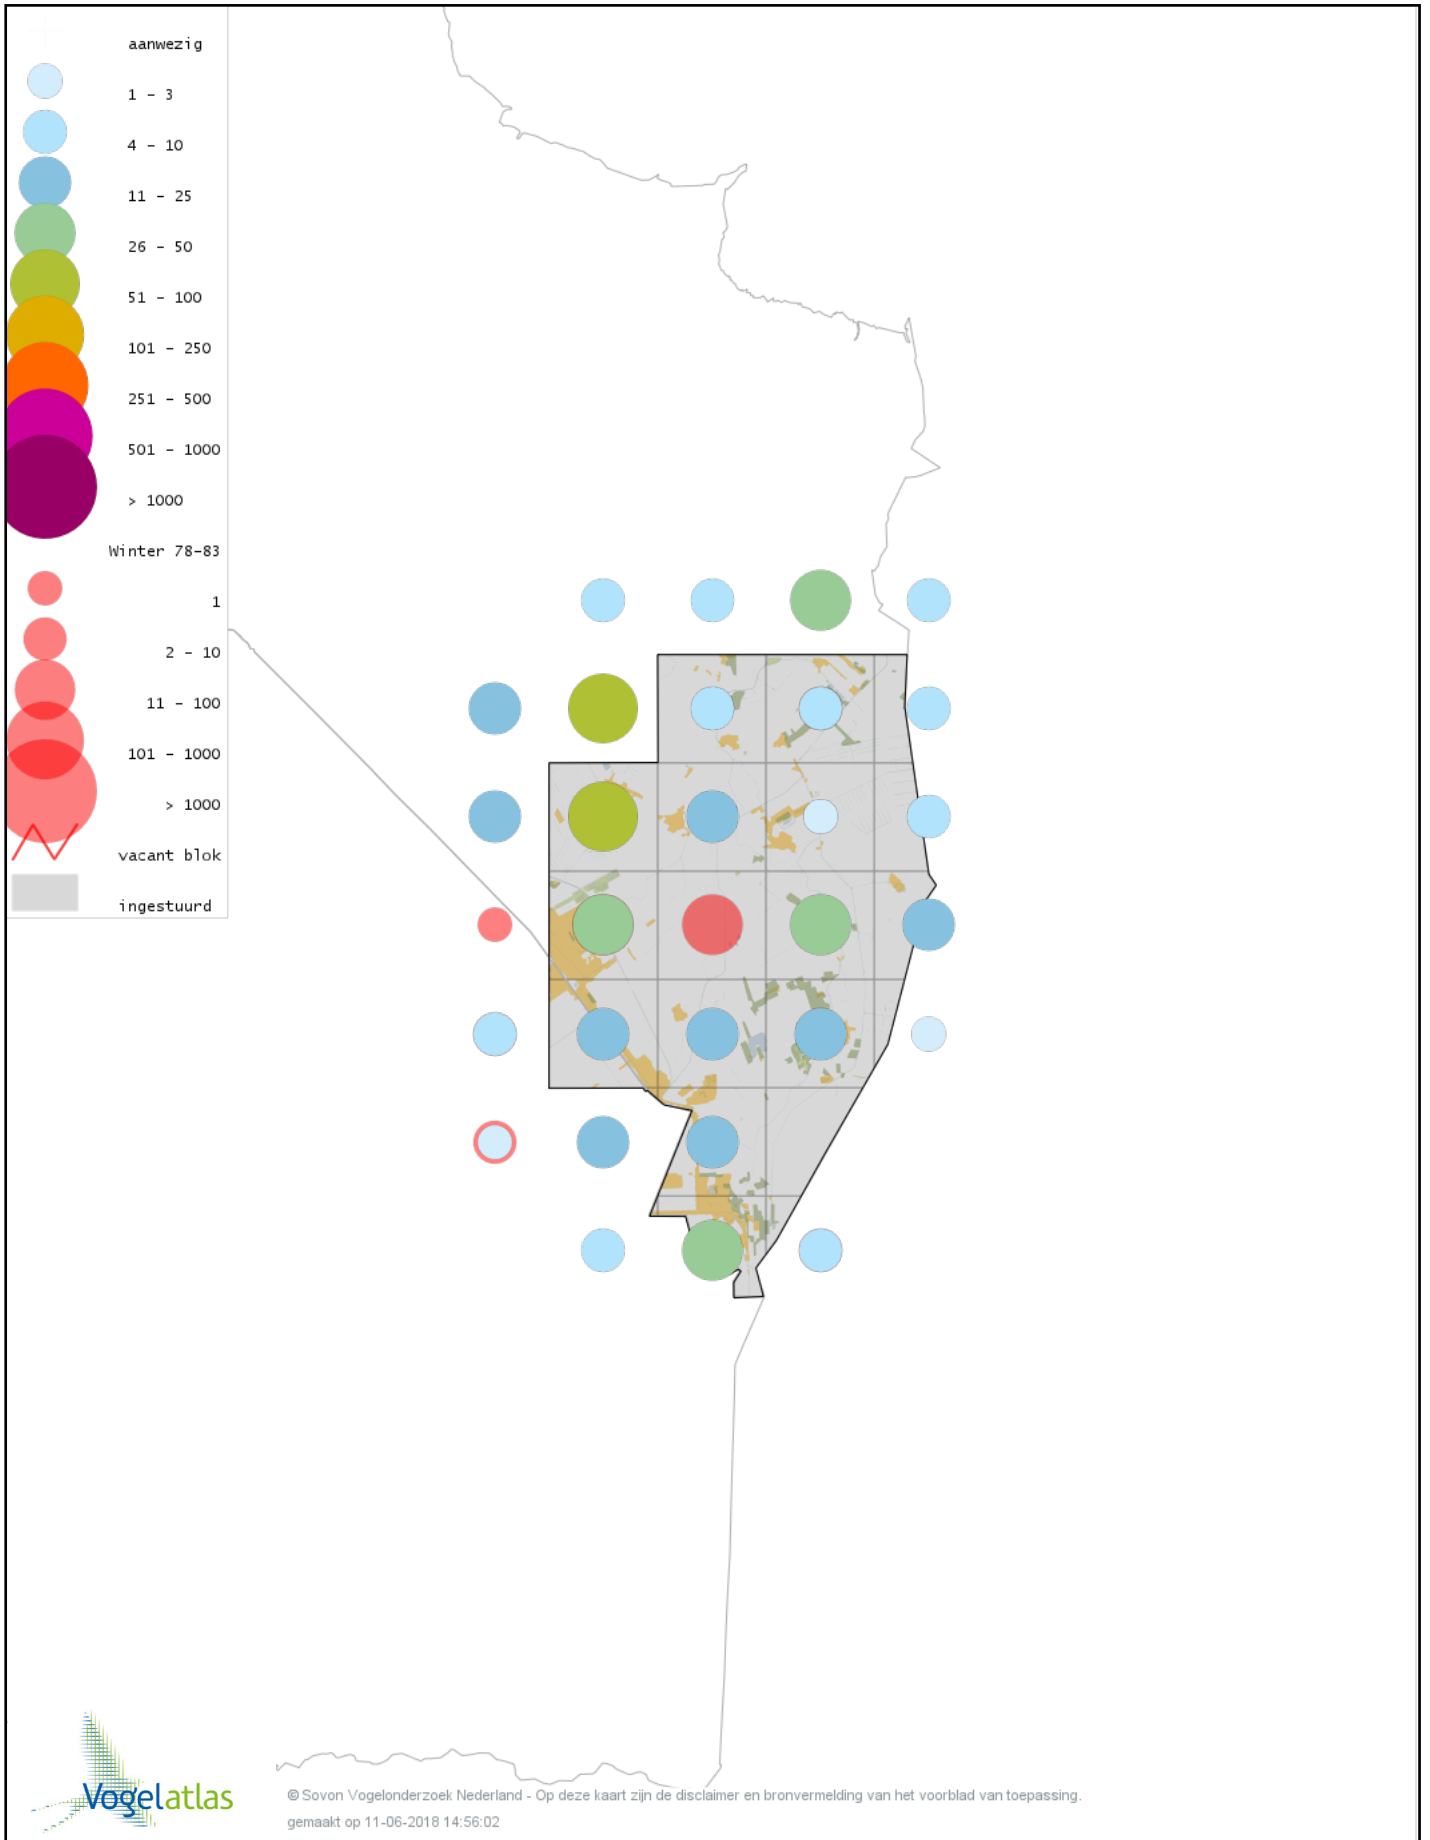 aanwezig
1 - 3
4 - 10
11 - 25
26 - 50
51 - 100
101 - 250
251 - 500
501 - 1000
> 1000
Winter 78-83
1
2 - 10
11 - 100
101 - 1000
> 1000
vacant blok
ingestuurd
Vogelatlas
© Sovon Vogelonderzoek Nederland - Op deze kaart zijn de disclaimer en bronvermelding van het voorblad van toepassing.
gemaakt op 11-06-2018 14:56:02